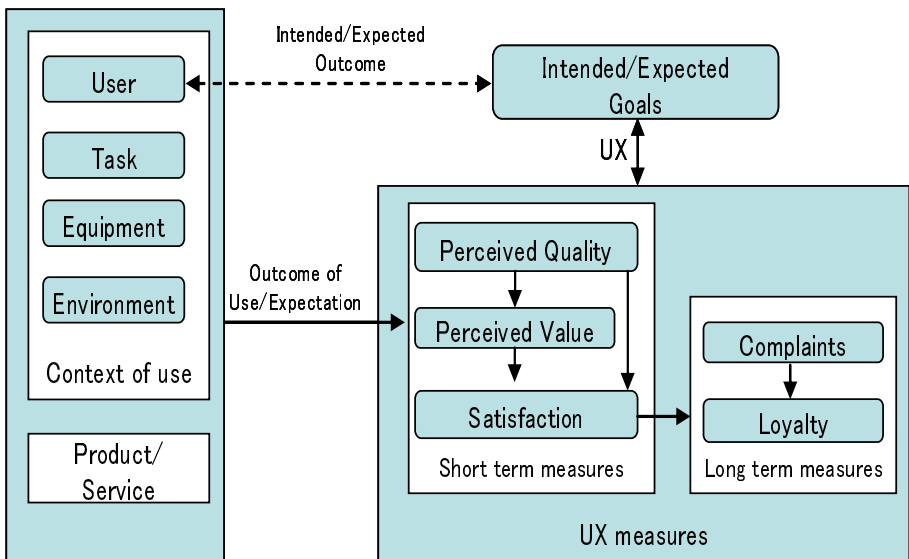 User
Task
Equipment
Environment
Context of use
Product/
Service
Intended/Expected
Outcome
Intended/Expected
Goals
UX
Outcome of
Use/Expectation
Perceived Quality
Perceived Value
Satisfaction
Short term measures
Complaints
Loyalty
Long term measures
UX measures